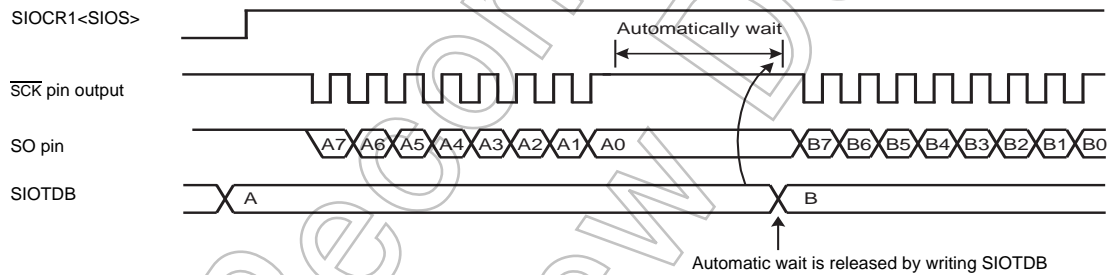 SIOCR1<SIOS>
Automatically wait
SCK pin output
SO pin
A7 A6 A5 A4 A3 A2 A1 A0 B7 B6 B5 B4 B3 B2 B1 B0
SIOTDB
A B
Automatic wait is released by writing SIOTDB